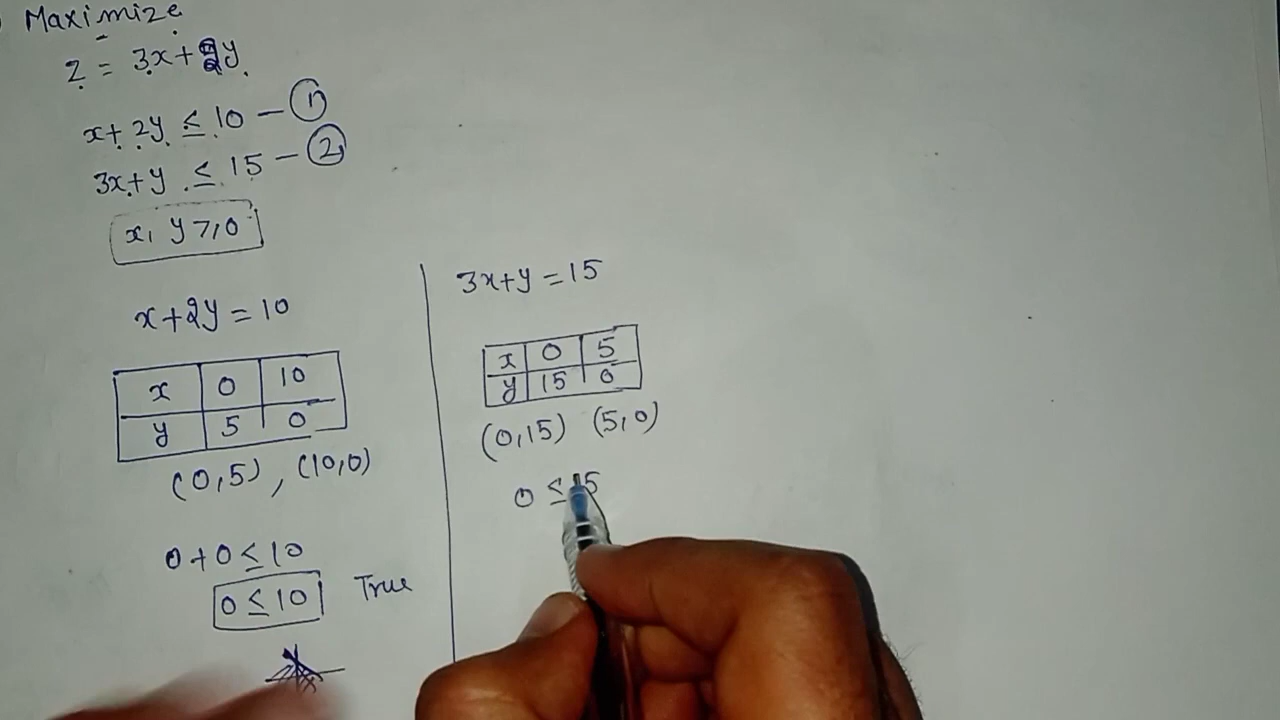 Maximize
Z = 3x+2y
x+2y ≤ 10 — ①
3x+y ≤ 15 — ②
x, y ≥ 0
x+2y = 10
x 0 10
y 5 0
(0,5), (10,0)
0+0 ≤ 10
0 ≤ 10 True
3x+y = 15
x 0 5
y 15 0
(0,15) (5,0)
0 ≤ 15